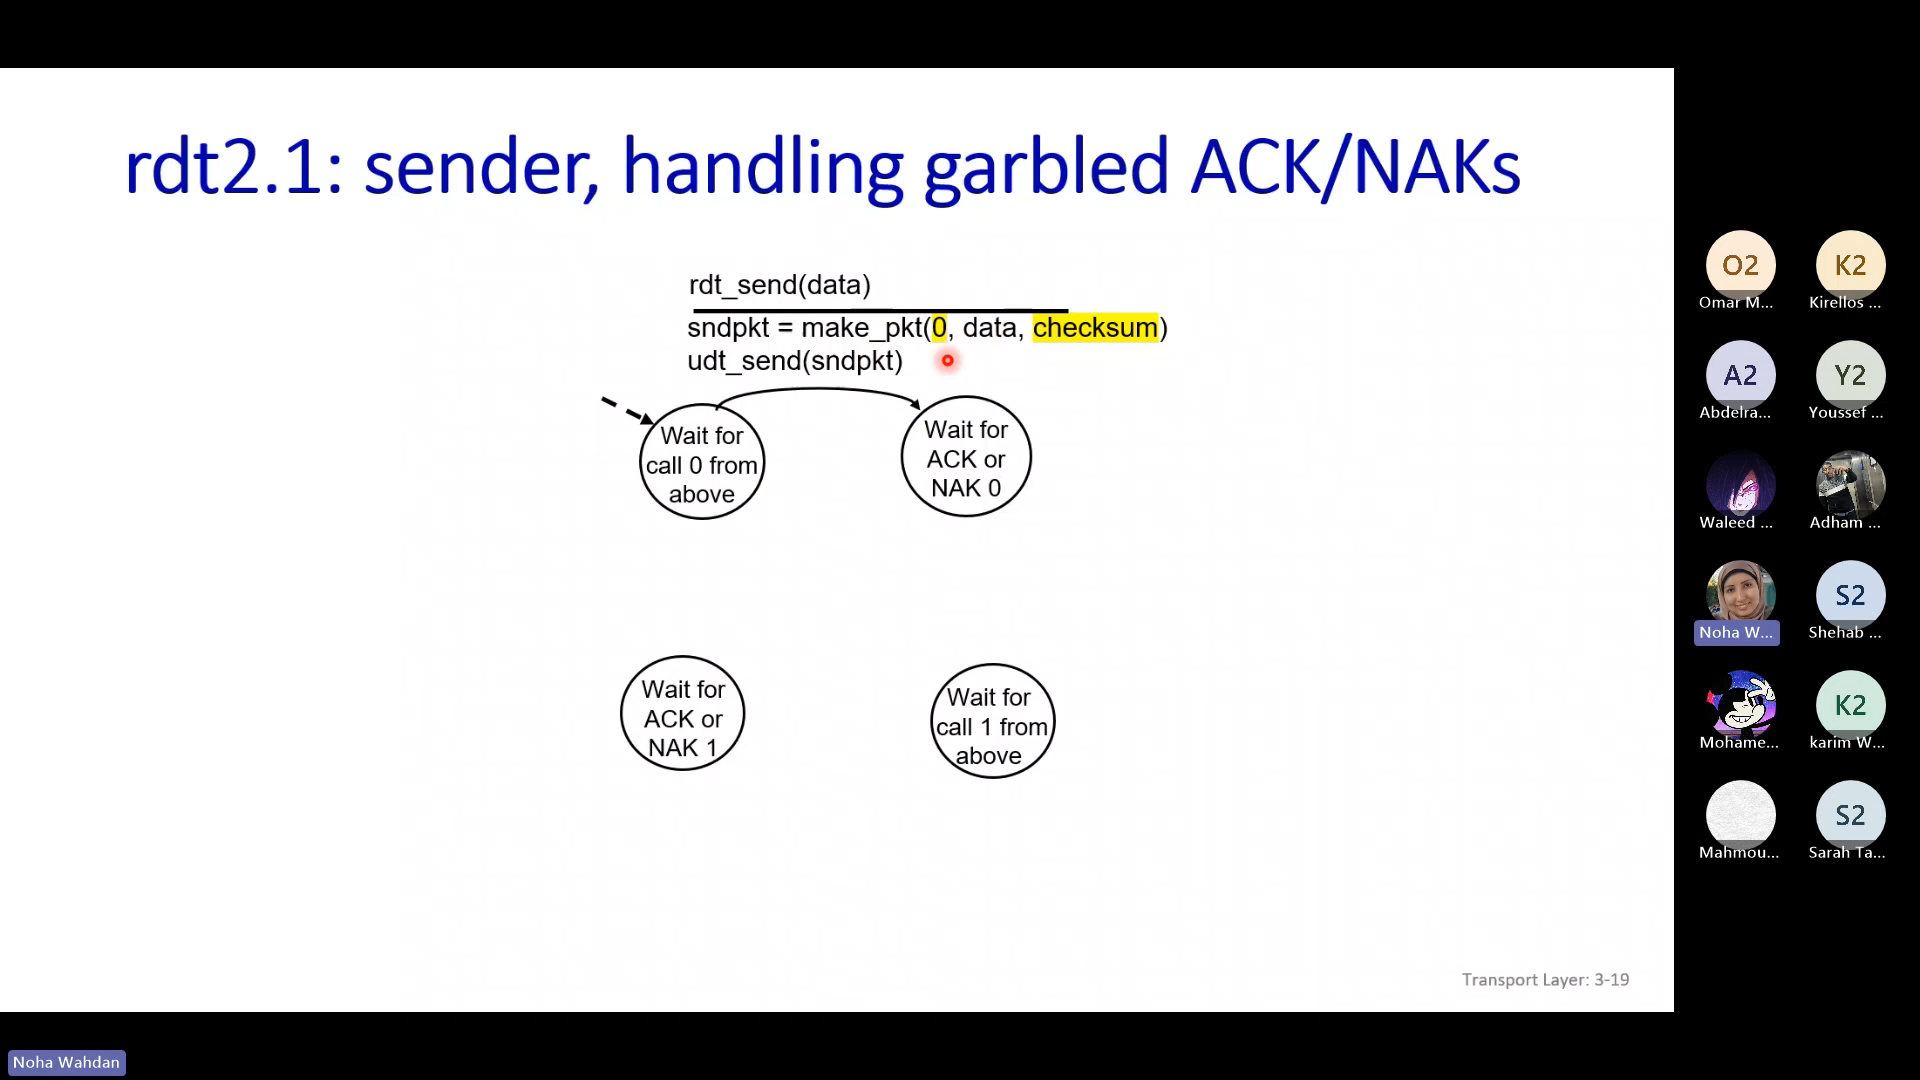 rdt2.1: sender, handling garbled ACK/NAKs
rdt_send(data)
sndpkt = make_pkt(0, data, checksum)
udt_send(sndpkt)
Wait for
call 0 from
above
Wait for
ACK or
NAK 0
Wait for
ACK or
NAK 1
Wait for
call 1 from
above
Transport Layer: 3-19
O2
Omar M...
K2
Kirellos ...
A2
Abdelra...
Y2
Youssef ...
Waleed ...
Adham ...
Noha W...
S2
Shehab ...
Mohame...
K2
karim W...
Mahmou...
S2
Sarah Ta...
Noha Wahdan